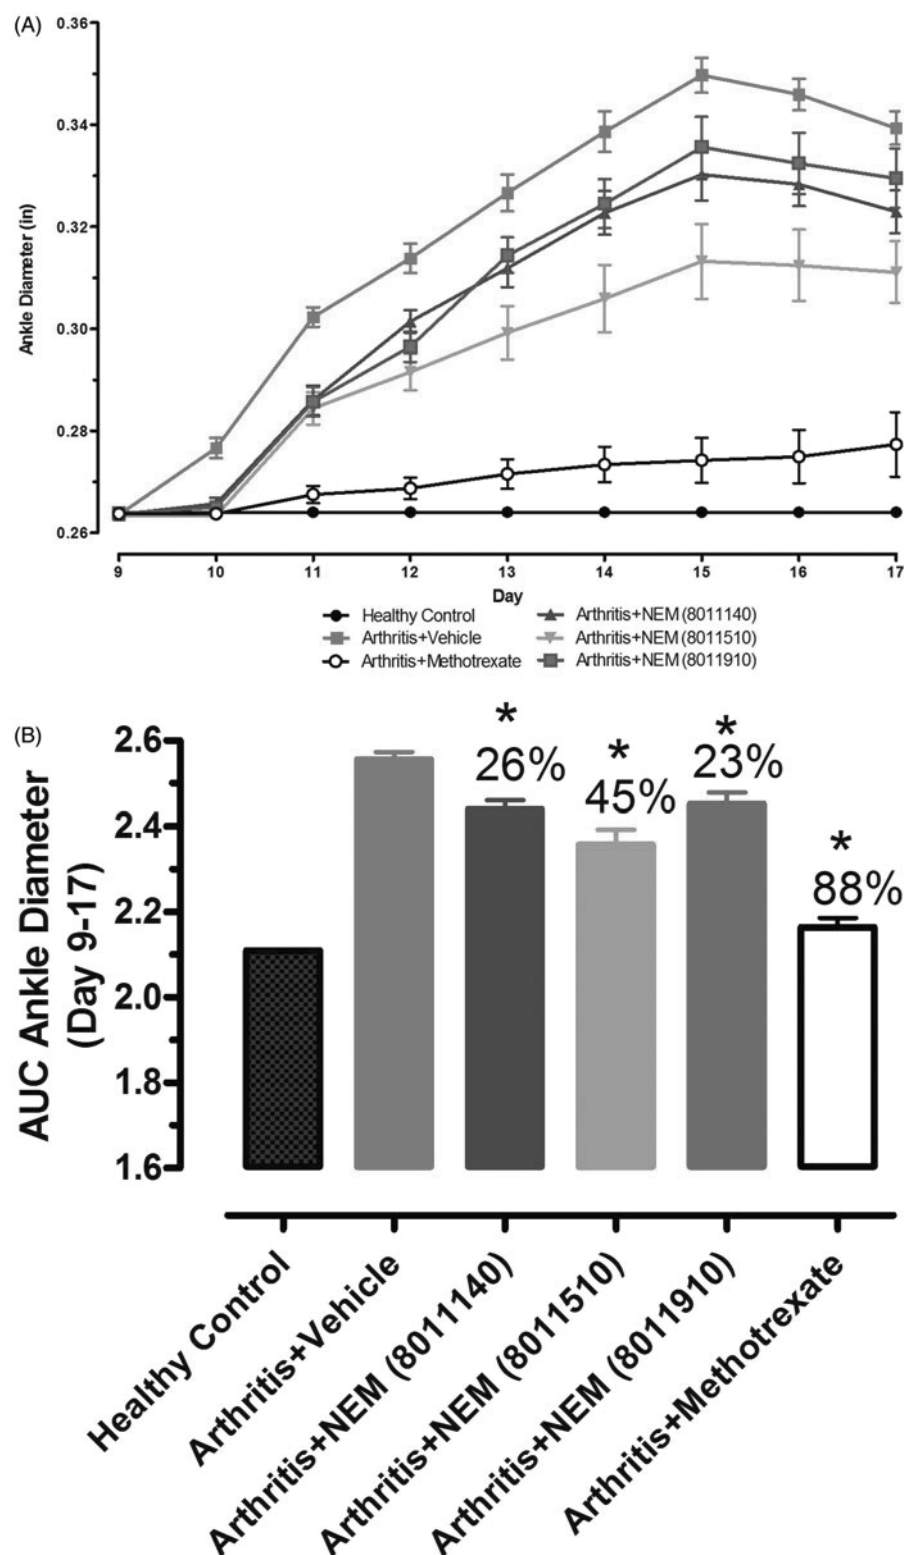 (A)
0.36
0.34
0.32
0.30
0.28
0.26
Ankle Diameter (in)
9 10 11 12 13 14 15 16 17
Day
Healthy Control
Arthritis+Vehicle
Arthritis+Methotrexate
Arthritis+NEM (8011140)
Arthritis+NEM (8011510)
Arthritis+NEM (8011910)
(B)
2.6
2.4
2.2
2.0
1.8
1.6
AUC Ankle Diameter
(Day 9-17)
*
26%
*
45%
*
23%
*
88%
Healthy Control
Arthritis+Vehicle
Arthritis+NEM (8011140)
Arthritis+NEM (8011510)
Arthritis+NEM (8011910)
Arthritis+Methotrexate